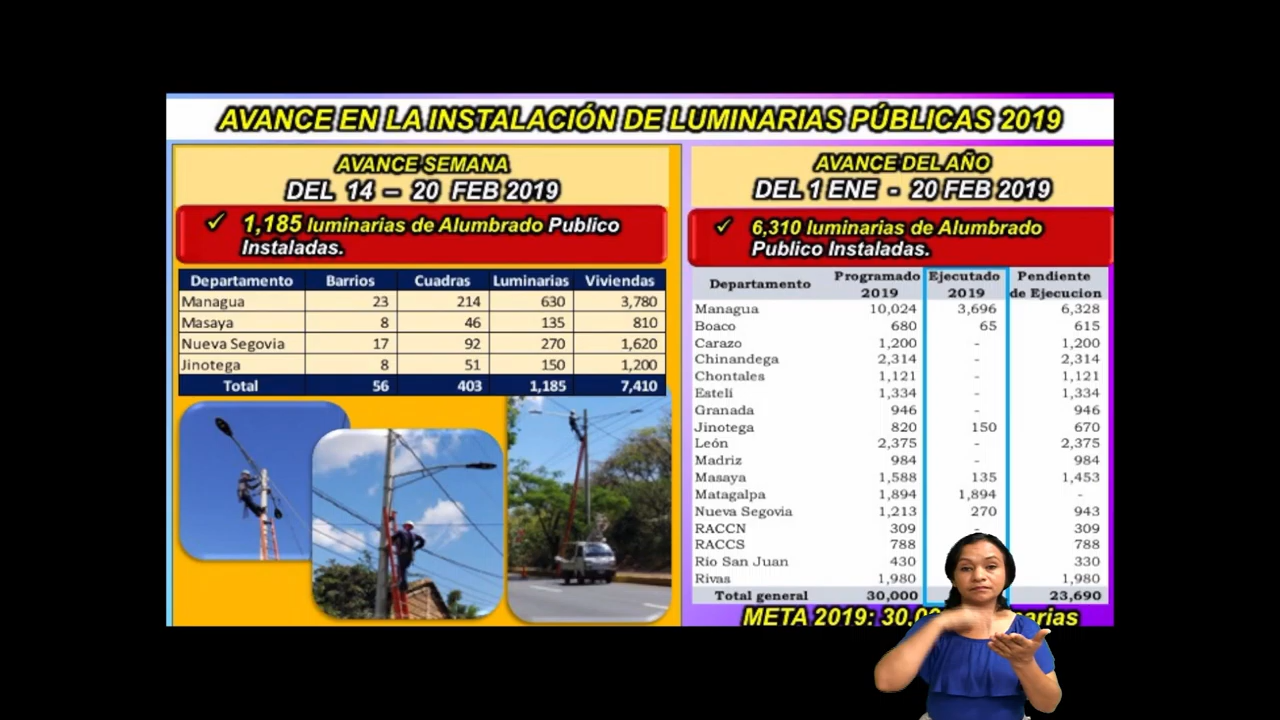 AVANCE EN LA INSTALACIÓN DE LUMINARIAS PÚBLICAS 2019
AVANCE SEMANA
DEL 14 – 20 FEB 2019
✓ 1,185 luminarias de Alumbrado Publico
Instaladas.
Departamento Barrios Cuadras Luminarias Viviendas
Managua 23 214 630 3,780
Masaya 8 46 135 810
Nueva Segovia 17 92 270 1,620
Jinotega 8 51 150 1,200
Total 56 403 1,185 7,410
AVANCE DEL AÑO
DEL 1 ENE - 20 FEB 2019
✓ 6,310 luminarias de Alumbrado
Publico Instaladas.
Departamento Programado 2019 Ejecutado 2019 Pendiente de Ejecucion
Managua 10,024 3,696 6,328
Boaco 680 65 615
Carazo 1,200 - 1,200
Chinandega 2,314 - 2,314
Chontales 1,121 - 1,121
Estelí 1,334 - 1,334
Granada 946 - 946
Jinotega 820 150 670
León 2,375 - 2,375
Madriz 984 - 984
Masaya 1,588 135 1,453
Matagalpa 1,894 1,894 -
Nueva Segovia 1,213 270 943
RACCN 309 - 309
RACCS 788 788
Río San Juan 430 330
Rivas 1,980 1,980
Total general 30,000 23,690
META 2019: